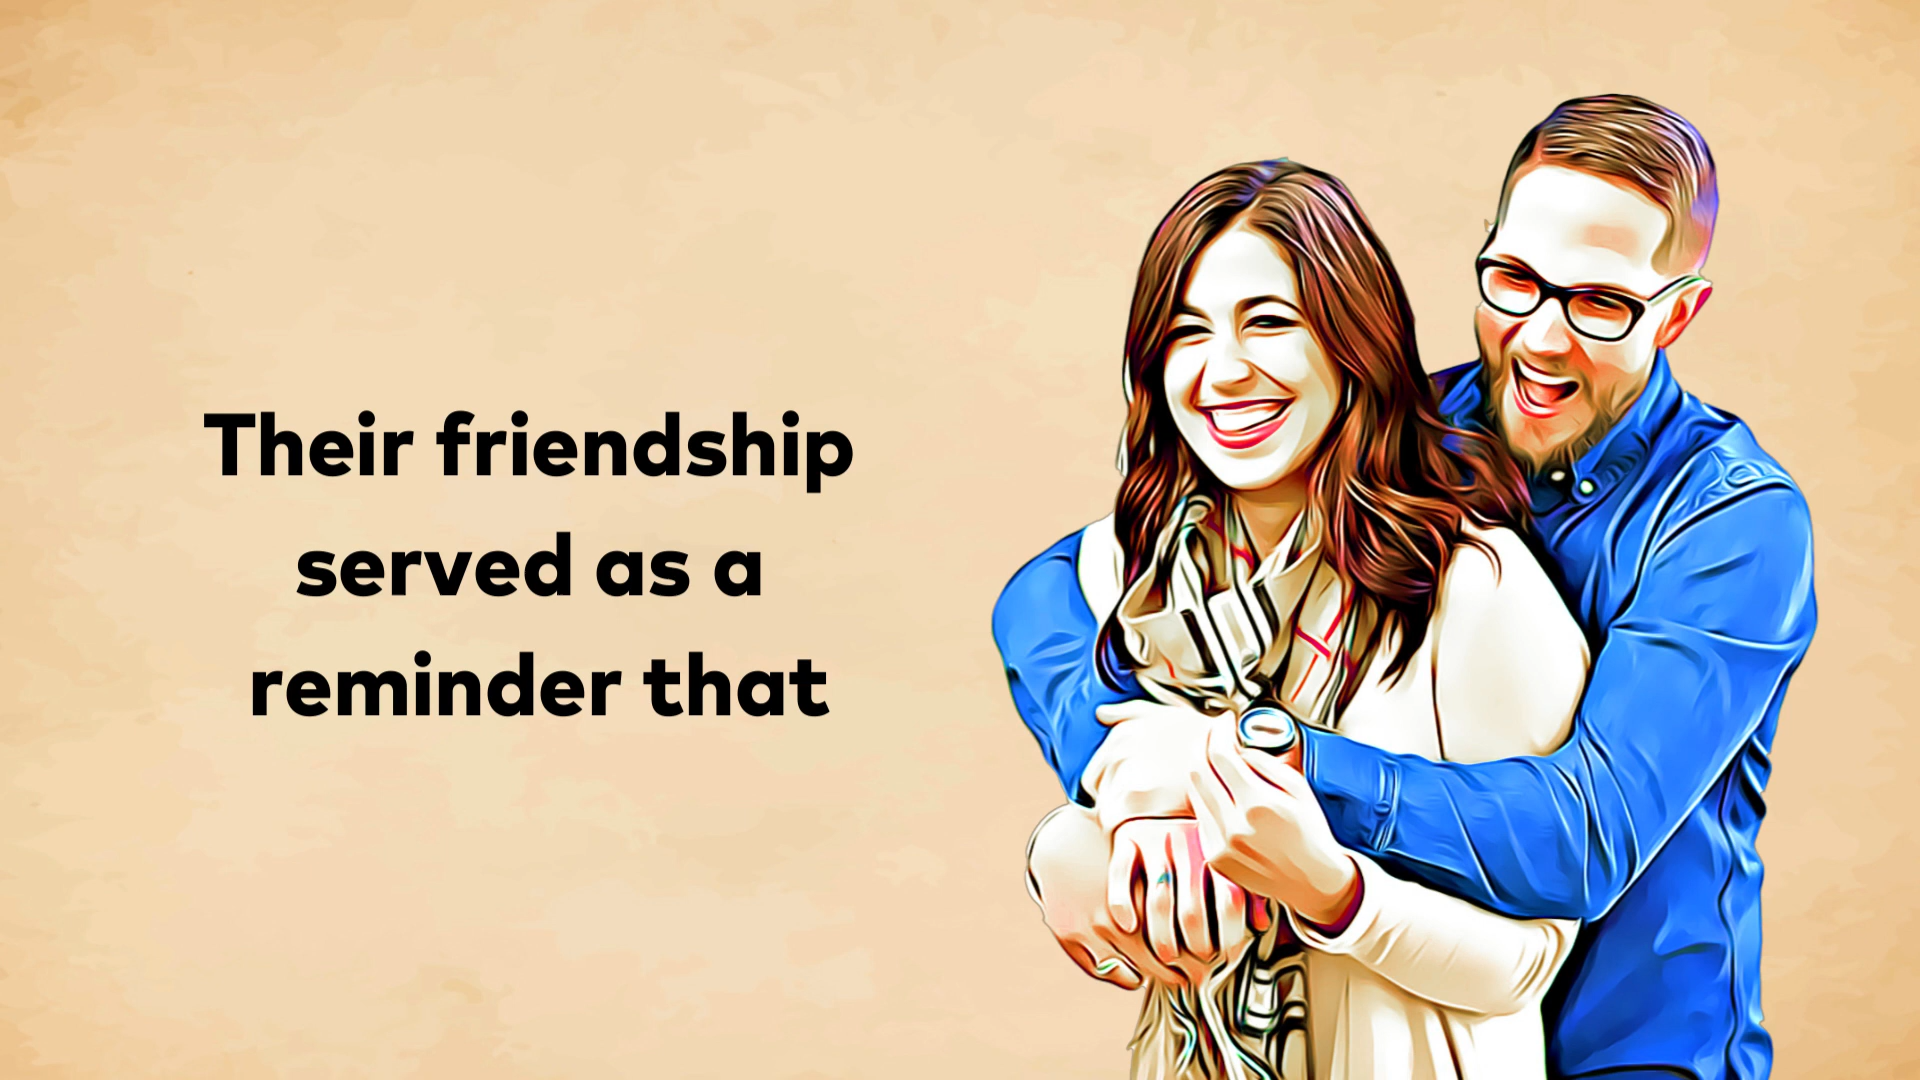 Their friendship
served as a
reminder that